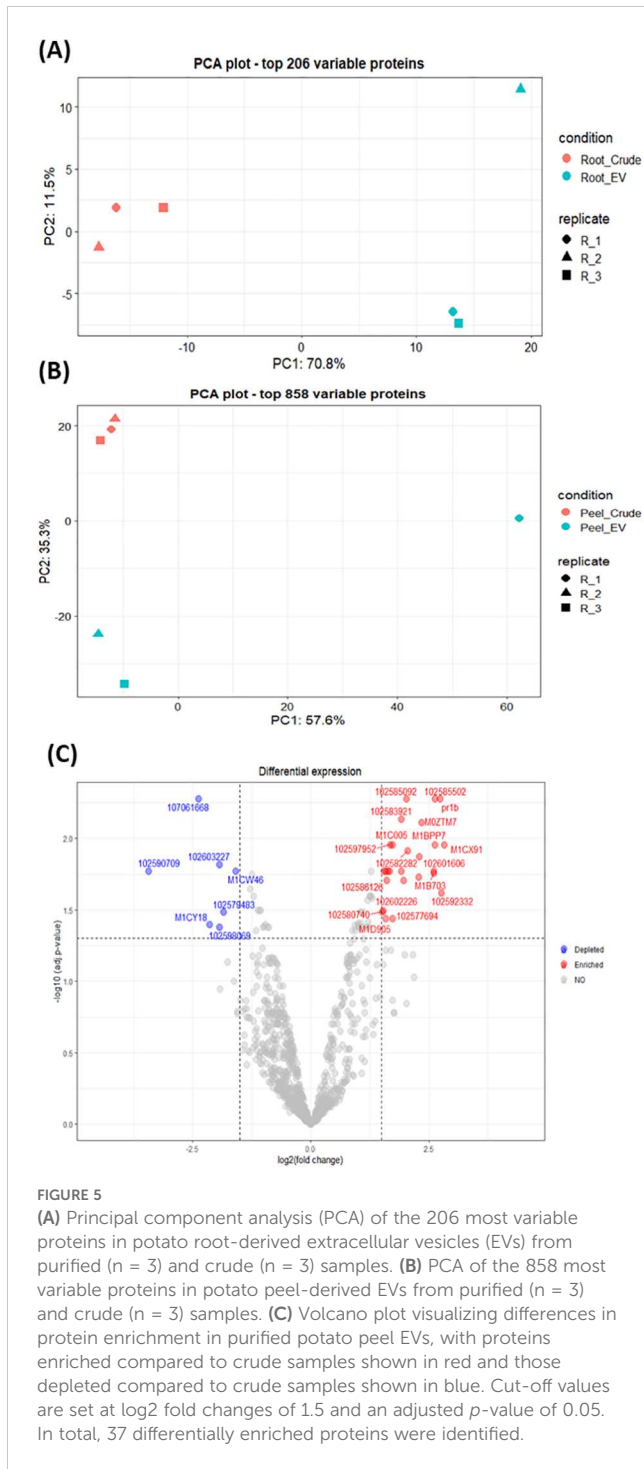 (A)
PCA plot - top 206 variable proteins
10
5
0
-5
PC2: 11.5%
-10
0
10
20
PC1: 70.8%
condition
Root_Crude
Root_EV
replicate
R_1
R_2
R_3
(B)
PCA plot - top 858 variable proteins
20
0
-20
PC2: 35.3%
0
20
40
60
PC1: 57.6%
condition
Peel_Crude
Peel_EV
replicate
R_1
R_2
R_3
(C)
Differential expression
107061668
102585092
102585502
pr1b
102583921
M0ZTM7
M1C005
M1BPP7
102597952
M1CX91
102603227
102590709
M1CW46
102582282
102601606
102586126
M1B703
102579483
102602226
102592332
M1CY18
102580740
102577694
102598069
M1D905
2.0
1.5
1.0
0.5
0.0
-log10 (adj p-value)
-2.5
0.0
2.5
log2(fold change)
Depleted
Enriched
NO
FIGURE 5
(A) Principal component analysis (PCA) of the 206 most variable
proteins in potato root-derived extracellular vesicles (EVs) from
purified (n = 3) and crude (n = 3) samples. (B) PCA of the 858 most
variable proteins in potato peel-derived EVs from purified (n = 3)
and crude (n = 3) samples. (C) Volcano plot visualizing differences in
protein enrichment in purified potato peel EVs, with proteins
enriched compared to crude samples shown in red and those
depleted compared to crude samples shown in blue. Cut-off values
are set at log2 fold changes of 1.5 and an adjusted p-value of 0.05.
In total, 37 differentially enriched proteins were identified.